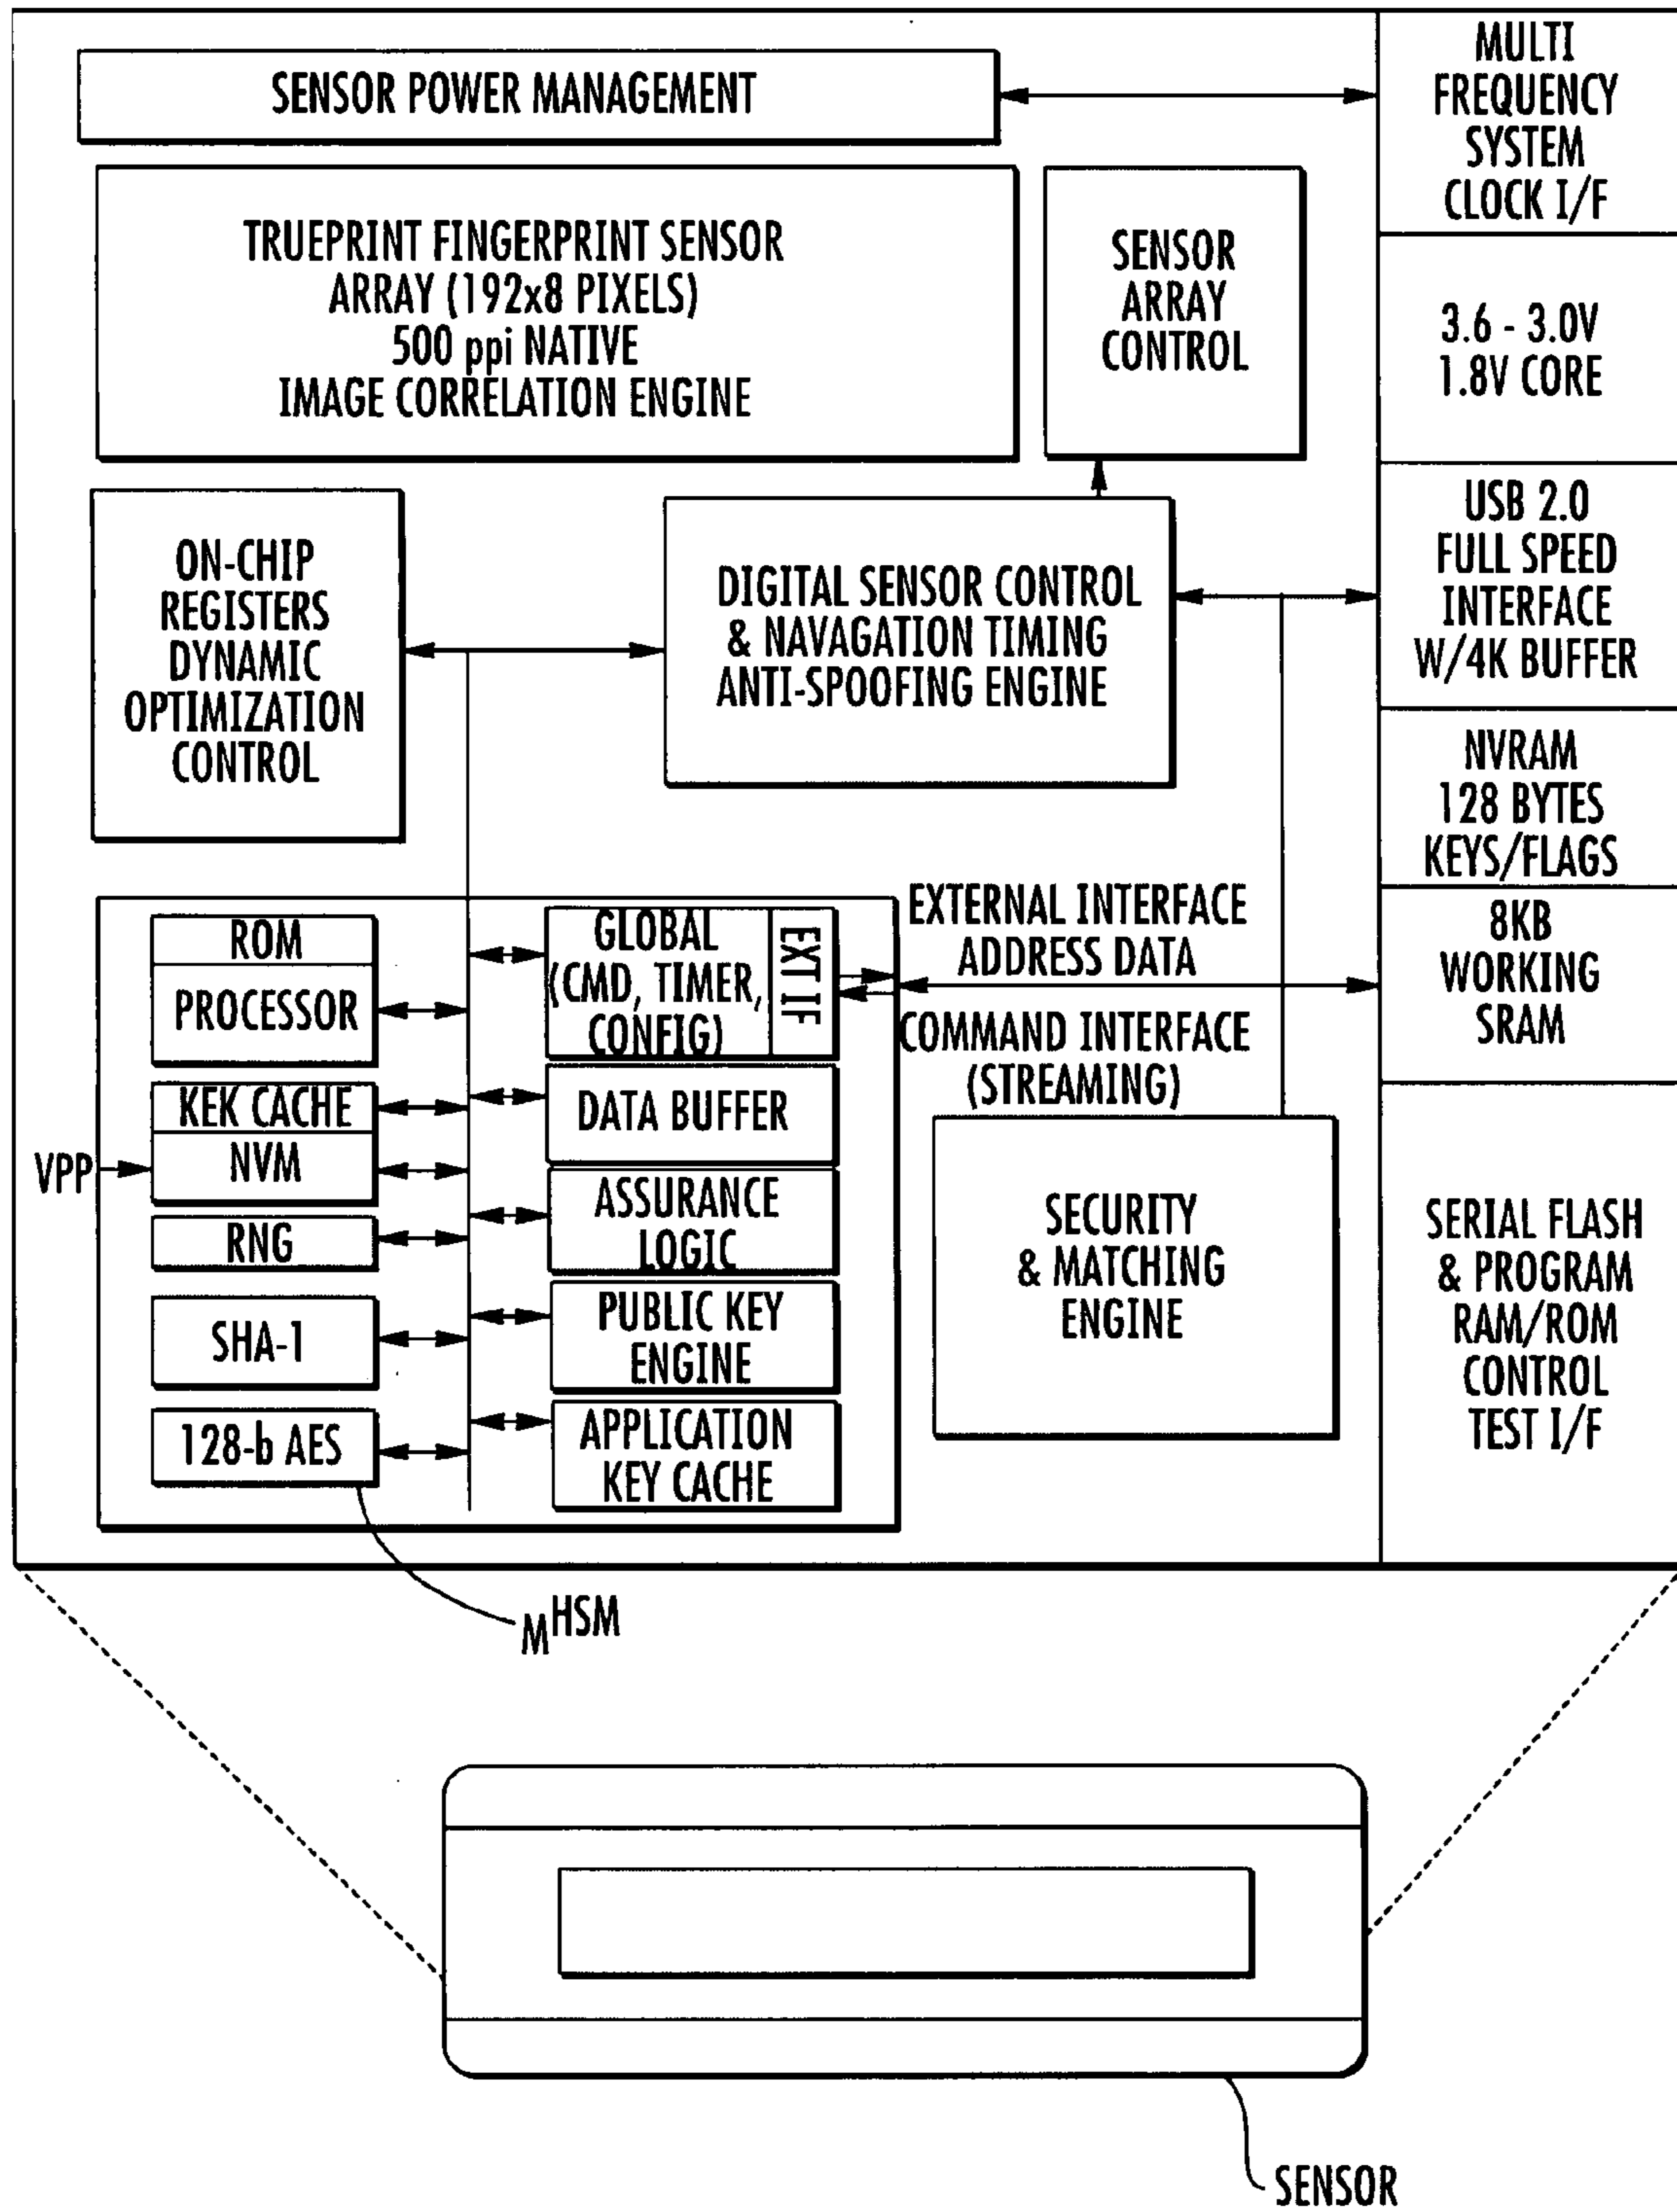 SENSOR POWER MANAGEMENT
MULTI
FREQUENCY
SYSTEM
CLOCK I/F
TRUEPRINT FINGERPRINT SENSOR
ARRAY (192x8 PIXELS)
500 ppi NATIVE
IMAGE CORRELATION ENGINE
SENSOR
ARRAY
CONTROL
3.6 - 3.0V
1.8V CORE
ON-CHIP
REGISTERS
DYNAMIC
OPTIMIZATION
CONTROL
DIGITAL SENSOR CONTROL
& NAVAGATION TIMING
ANTI-SPOOFING ENGINE
USB 2.0
FULL SPEED
INTERFACE
W/4K BUFFER
NVRAM
128 BYTES
KEYS/FLAGS
ROM
PROCESSOR
KEK CACHE
NVM
VPP
RNG
SHA-1
128-b AES
GLOBAL
(CMD, TIMER,
CONFIG)
EXT IF
DATA BUFFER
ASSURANCE
LOGIC
PUBLIC KEY
ENGINE
APPLICATION
KEY CACHE
EXTERNAL INTERFACE
ADDRESS DATA
COMMAND INTERFACE
(STREAMING)
8KB
WORKING
SRAM
SECURITY
& MATCHING
ENGINE
SERIAL FLASH
& PROGRAM
RAM/ROM
CONTROL
TEST I/F
MHSM
SENSOR